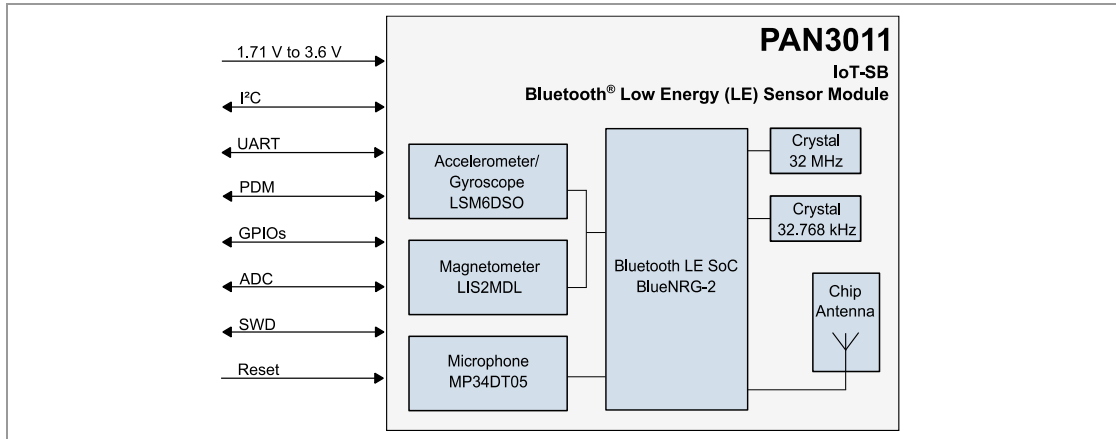 PAN3011
IoT-SB
Bluetooth® Low Energy (LE) Sensor Module
1.71 V to 3.6 V
I²C
UART
PDM
GPIOs
ADC
SWD
Reset
Accelerometer/
Gyroscope
LSM6DSO
Magnetometer
LIS2MDL
Microphone
MP34DT05
Bluetooth LE SoC
BlueNRG-2
Crystal
32 MHz
Crystal
32.768 kHz
Chip
Antenna